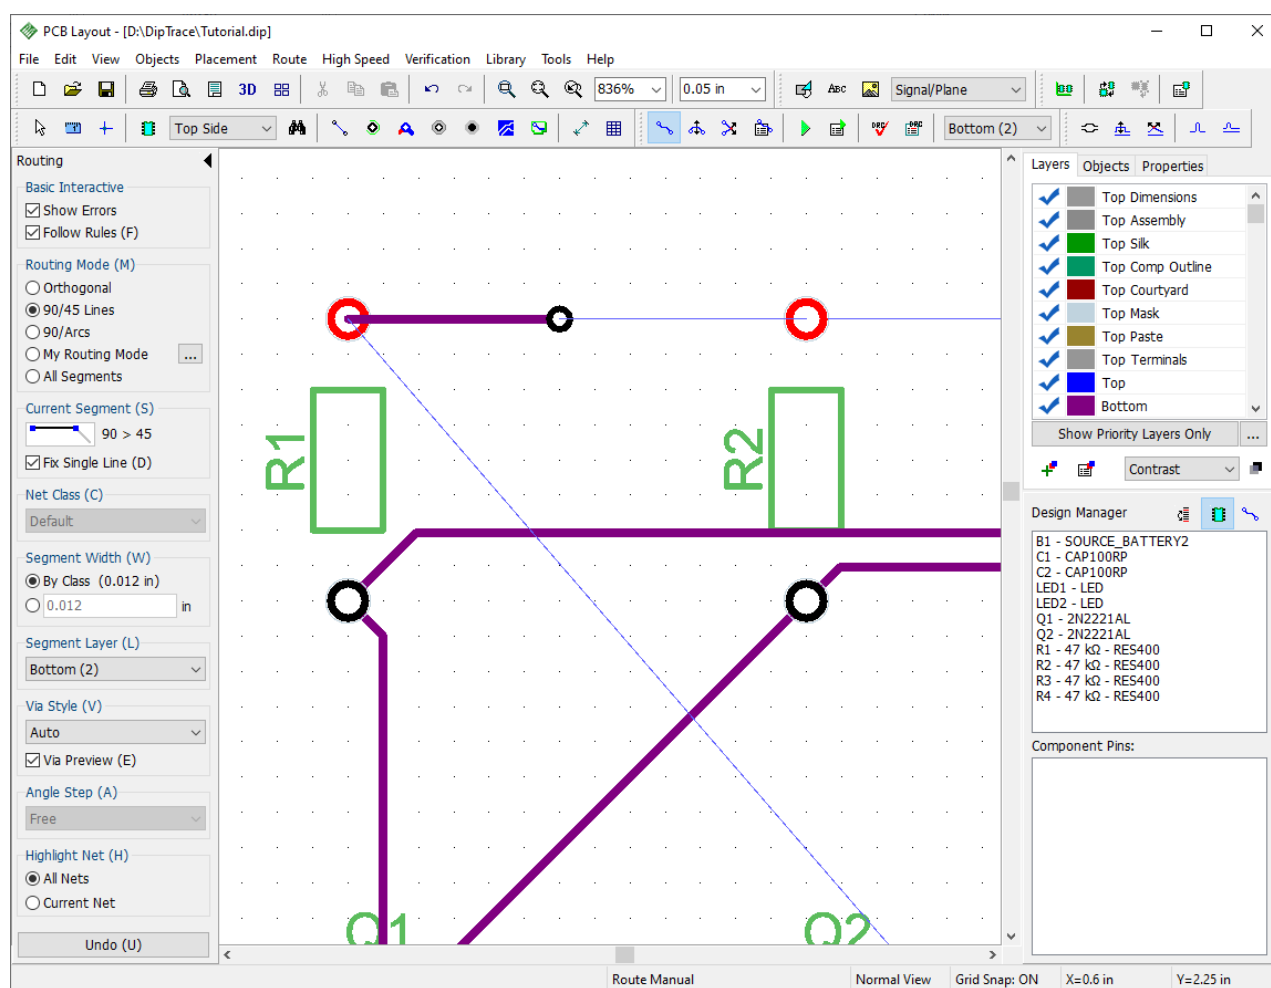 PCB Layout - [D:\DipTrace\Tutorial.dip]
File Edit View Objects Placement Route High Speed Verification Library Tools Help
3D 836% 0.05 in ABC Signal/Plane
Top Side DRC DRC Bottom (2)
Routing
Basic Interactive
Show Errors
Follow Rules (F)
Routing Mode (M)
Orthogonal
90/45 Lines
90/Arcs
My Routing Mode ...
All Segments
Current Segment (S)
90 > 45
Fix Single Line (D)
Net Class (C)
Default
Segment Width (W)
By Class (0.012 in)
0.012 in
Segment Layer (L)
Bottom (2)
Via Style (V)
Auto
Via Preview (E)
Angle Step (A)
Free
Highlight Net (H)
All Nets
Current Net
Undo (U)
R1
R2
Q1
Q2
Layers Objects Properties
Top Dimensions
Top Assembly
Top Silk
Top Comp Outline
Top Courtyard
Top Mask
Top Paste
Top Terminals
Top
Bottom
Show Priority Layers Only ...
Contrast
Design Manager
B1 - SOURCE_BATTERY2
C1 - CAP100RP
C2 - CAP100RP
LED1 - LED
LED2 - LED
Q1 - 2N2221AL
Q2 - 2N2221AL
R1 - 47 kΩ - RES400
R2 - 47 kΩ - RES400
R3 - 47 kΩ - RES400
R4 - 47 kΩ - RES400
Component Pins:
Route Manual Normal View Grid Snap: ON X=0.6 in Y=2.25 in